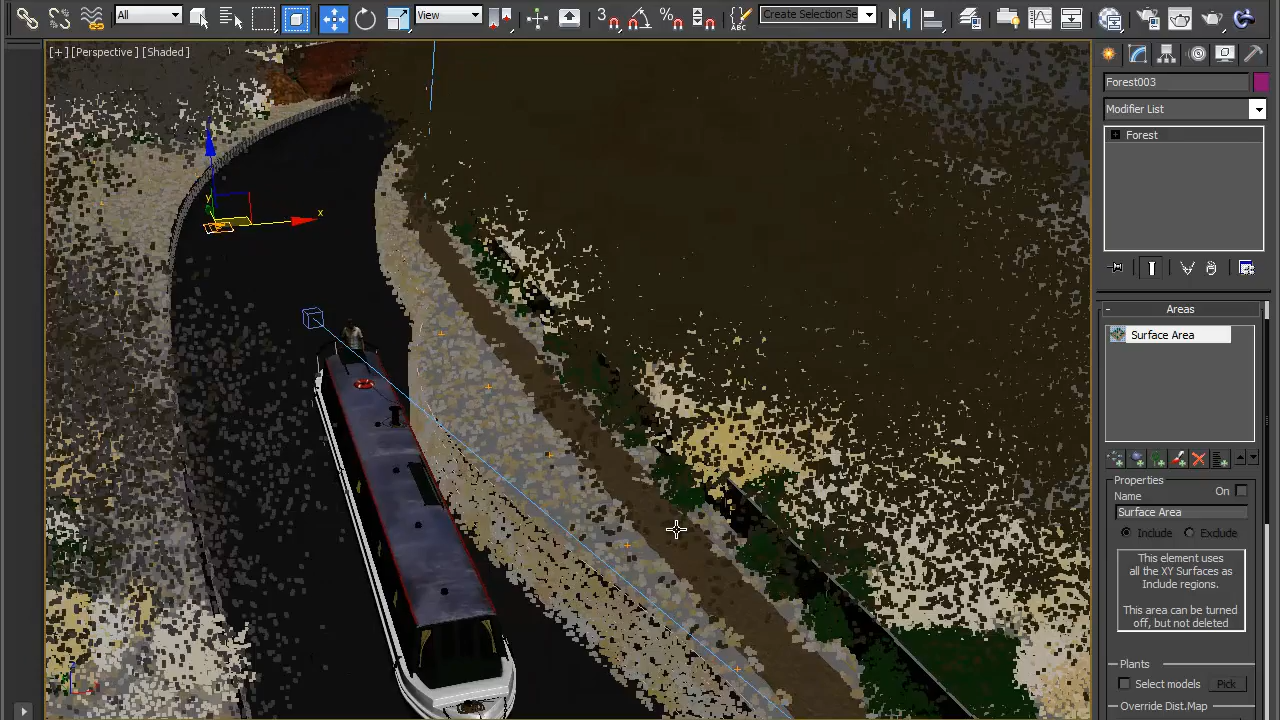 All
View
3
%
ABC
Create Selection Se
[+] [Perspective] [Shaded]
Forest003
Modifier List
Forest
y
x
Areas
Surface Area
Properties
Name
On
Surface Area
Include
Exclude
This element uses
all the XY Surfaces as
Include regions.
This area can be turned
off, but not deleted
Plants
Select models
Pick
Override Dist.Map